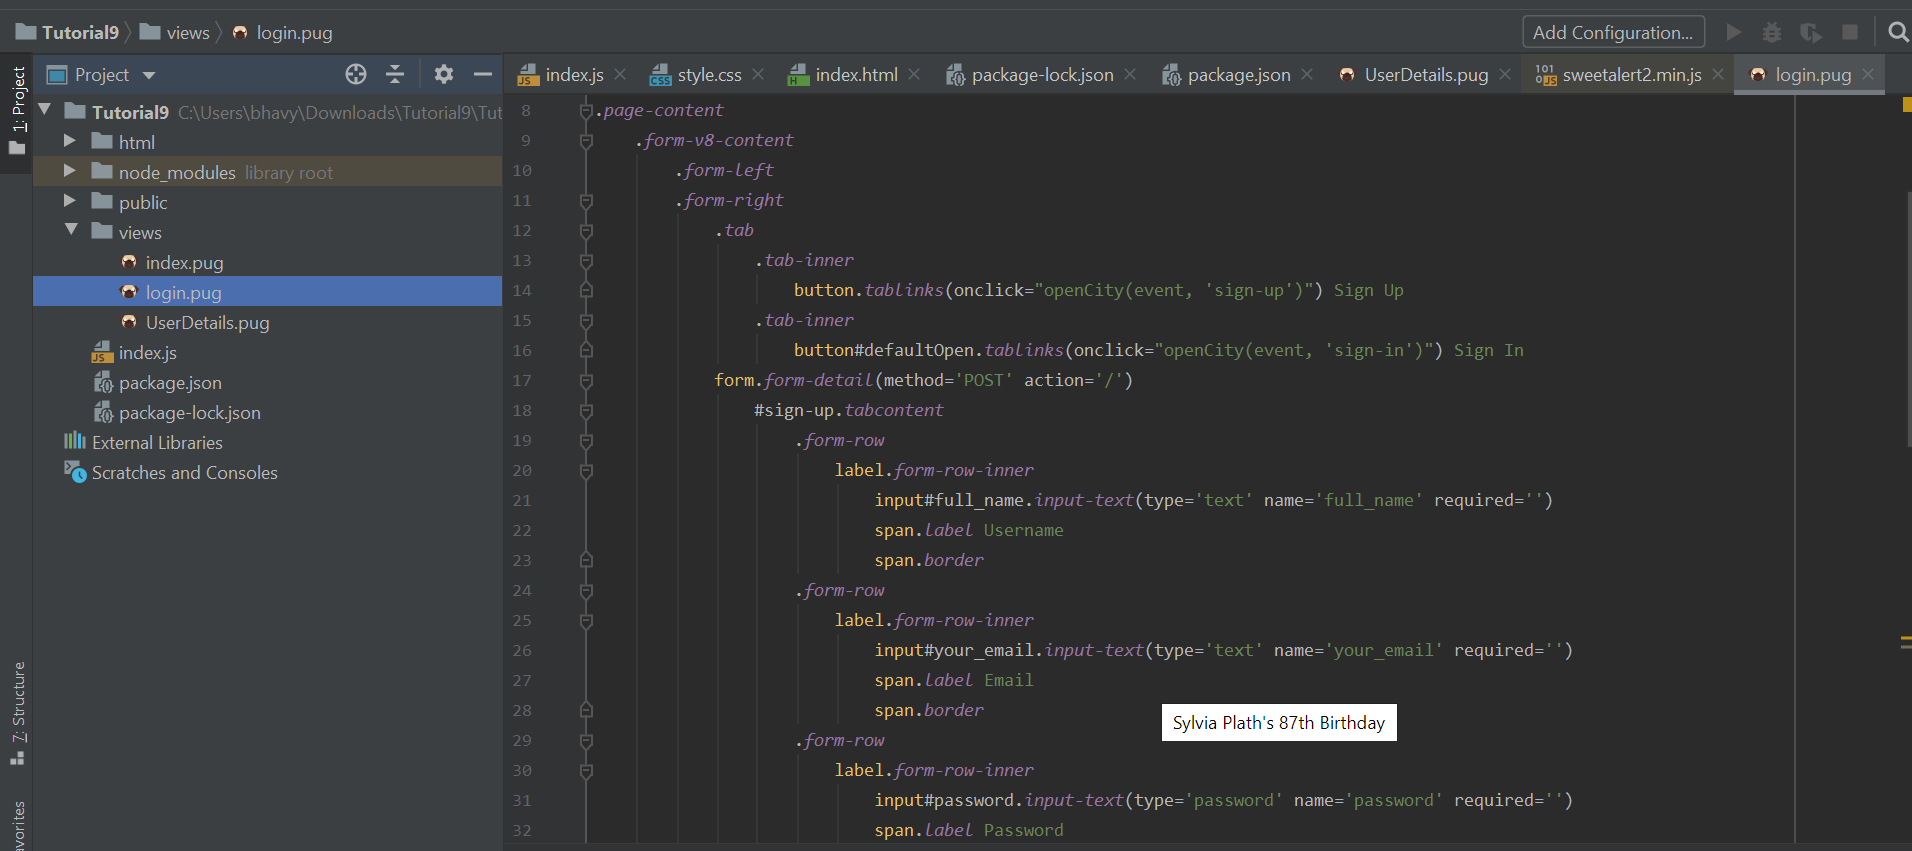 Tutorial9 views login.pug Add Configuration...
1: Project
7: Structure
avorites
Project
Tutorial9 C:\Users\bhavy\Downloads\Tutorial9\Tut
html
node_modules library root
public
views
index.pug
login.pug
UserDetails.pug
index.js
package.json
package-lock.json
External Libraries
Scratches and Consoles
index.js style.css index.html package-lock.json package.json UserDetails.pug sweetalert2.min.js login.pug
8 .page-content
9 .form-v8-content
10 .form-left
11 .form-right
12 .tab
13 .tab-inner
14 button.tablinks(onclick="openCity(event, 'sign-up')") Sign Up
15 .tab-inner
16 button#defaultOpen.tablinks(onclick="openCity(event, 'sign-in')") Sign In
17 form.form-detail(method='POST' action='/')
18 #sign-up.tabcontent
19 .form-row
20 label.form-row-inner
21 input#full_name.input-text(type='text' name='full_name' required='')
22 span.label Username
23 span.border
24 .form-row
25 label.form-row-inner
26 input#your_email.input-text(type='text' name='your_email' required='')
27 span.label Email
28 span.border
Sylvia Plath's 87th Birthday
29 .form-row
30 label.form-row-inner
31 input#password.input-text(type='password' name='password' required='')
32 span.label Password